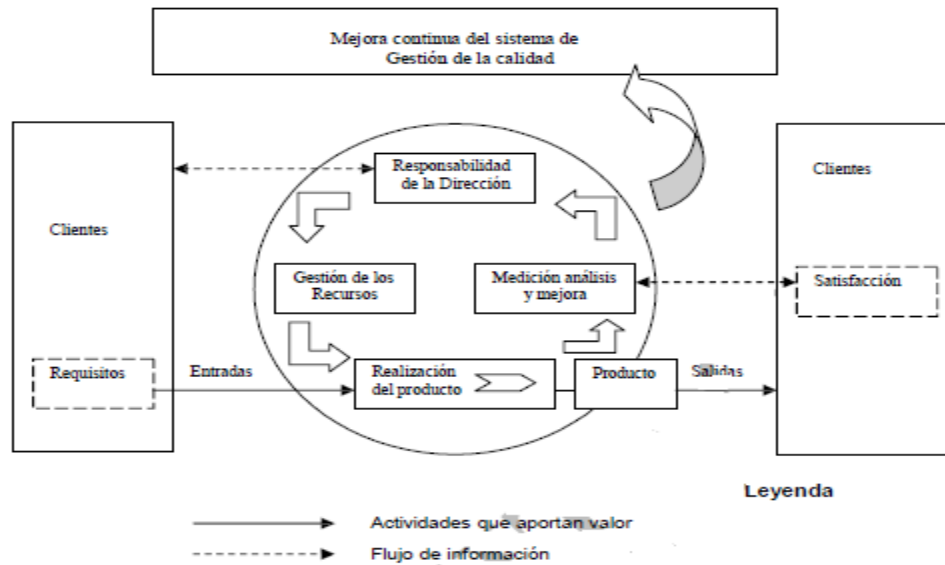 Mejora continua del sistema de
Gestión de la calidad
Responsabilidad
de la Dirección
Clientes
Clientes
Gestión de los
Recursos
Medición análisis
y mejora
Satisfacción
Requisitos
Entradas
Realización
del producto
Producto
Salidas
Leyenda
Actividades que aportan valor
Flujo de información